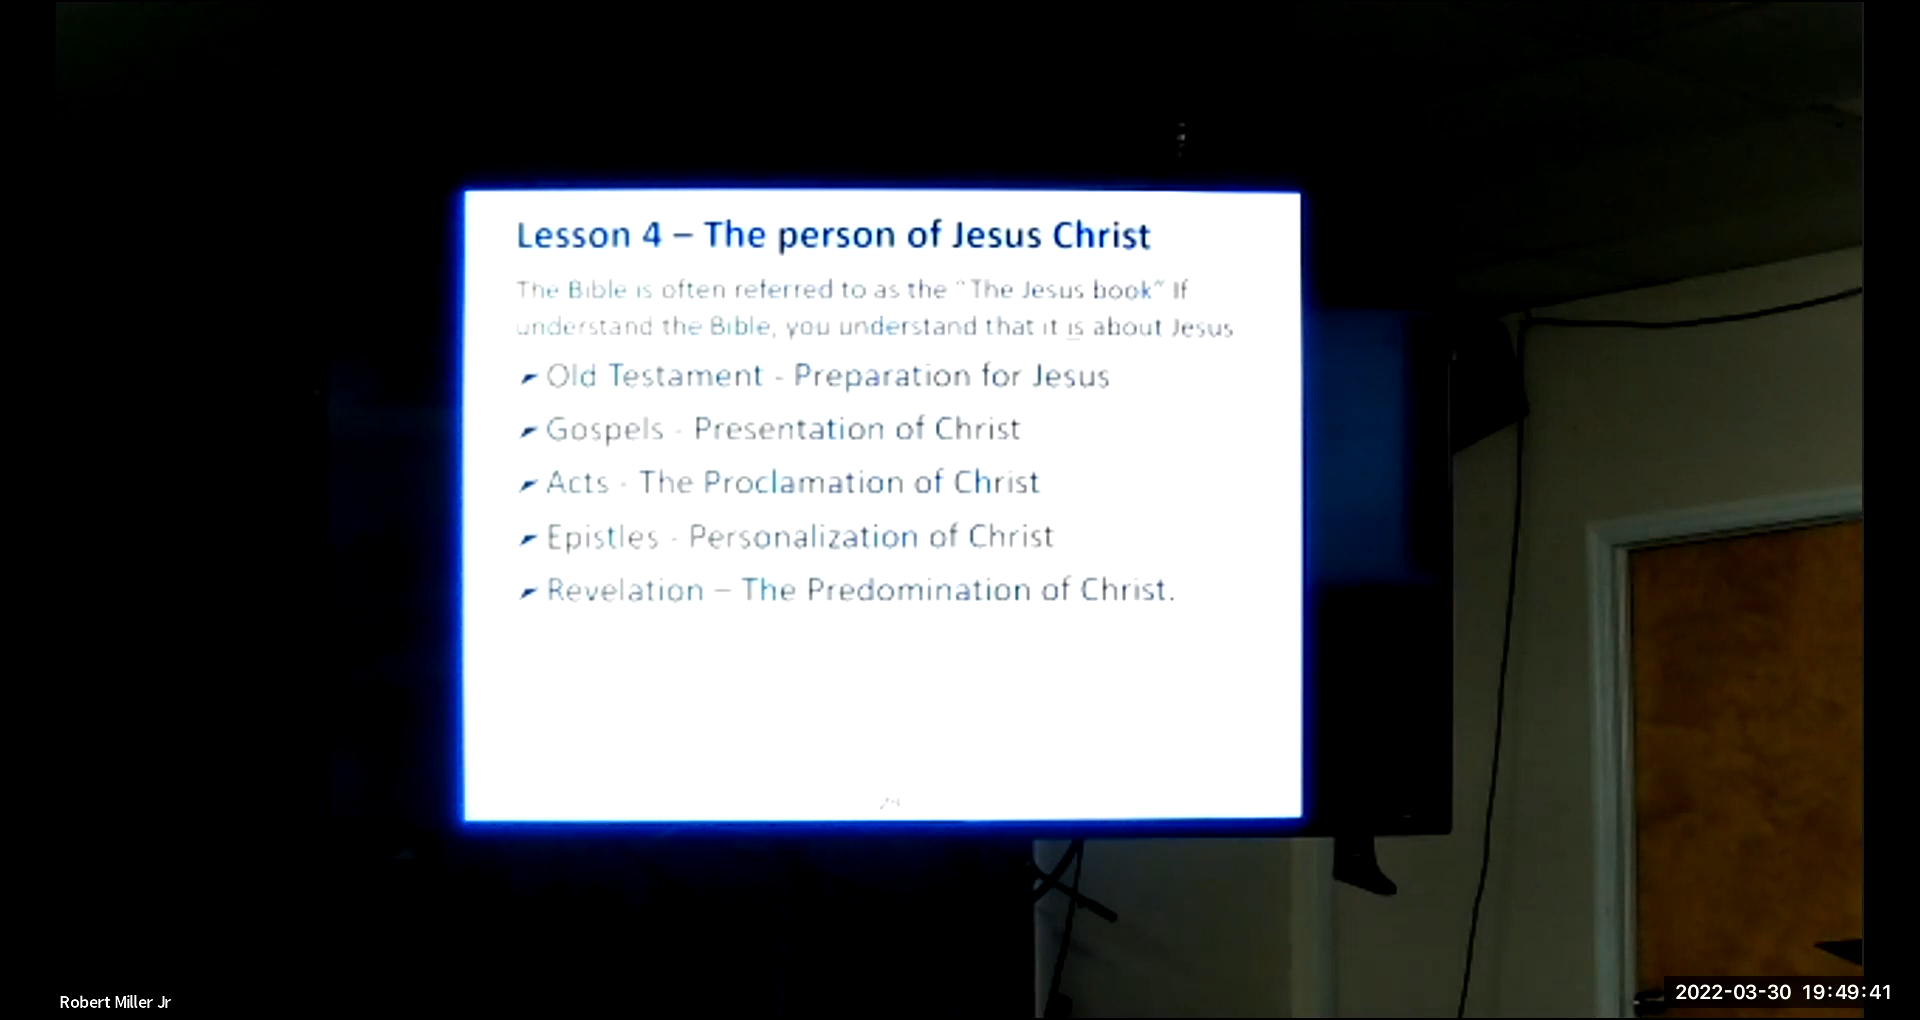 Lesson 4 – The person of Jesus Christ
The Bible is often referred to as the "The Jesus book" If
understand the Bible, you understand that it is about Jesus
Old Testament - Preparation for Jesus
Gospels - Presentation of Christ
Acts - The Proclamation of Christ
Epistles - Personalization of Christ
Revelation – The Predomination of Christ.
Robert Miller Jr
2022-03-30 19:49:41